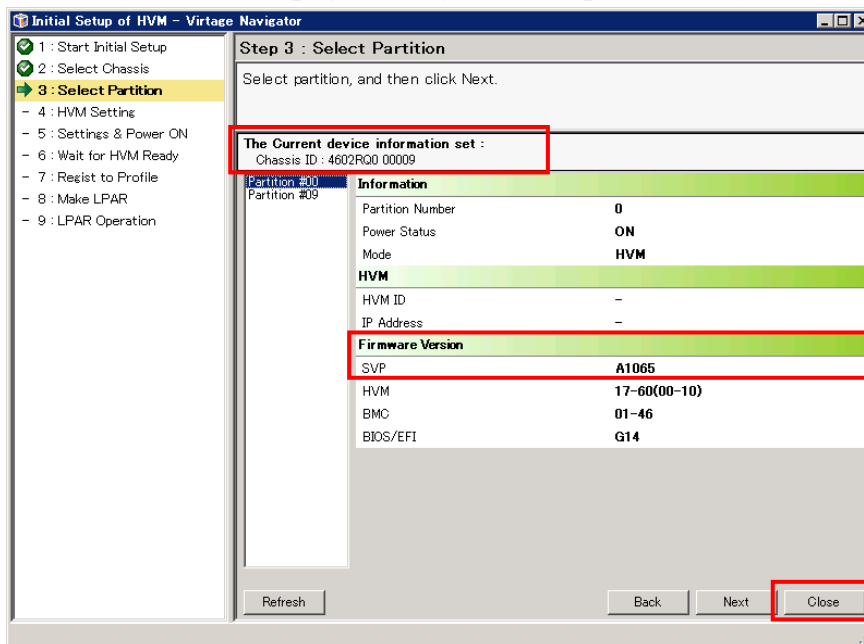 Initial Setup of HVM - Virtage Navigator
1 : Start Initial Setup
2 : Select Chassis
3 : Select Partition
- 4 : HVM Setting
- 5 : Settings & Power ON
- 6 : Wait for HVM Ready
- 7 : Regist to Profile
- 8 : Make LPAR
- 9 : LPAR Operation
Step 3 : Select Partition
Select partition, and then click Next.
The Current device information set :
Chassis ID : 4602RQ0 00009
Partition #00
Partition #09
Information
Partition Number 0
Power Status ON
Mode HVM
HVM
HVM ID -
IP Address -
Firmware Version
SVP A1065
HVM 17-60(00-10)
BMC 01-46
BIOS/EFI G14
Refresh Back Next Close